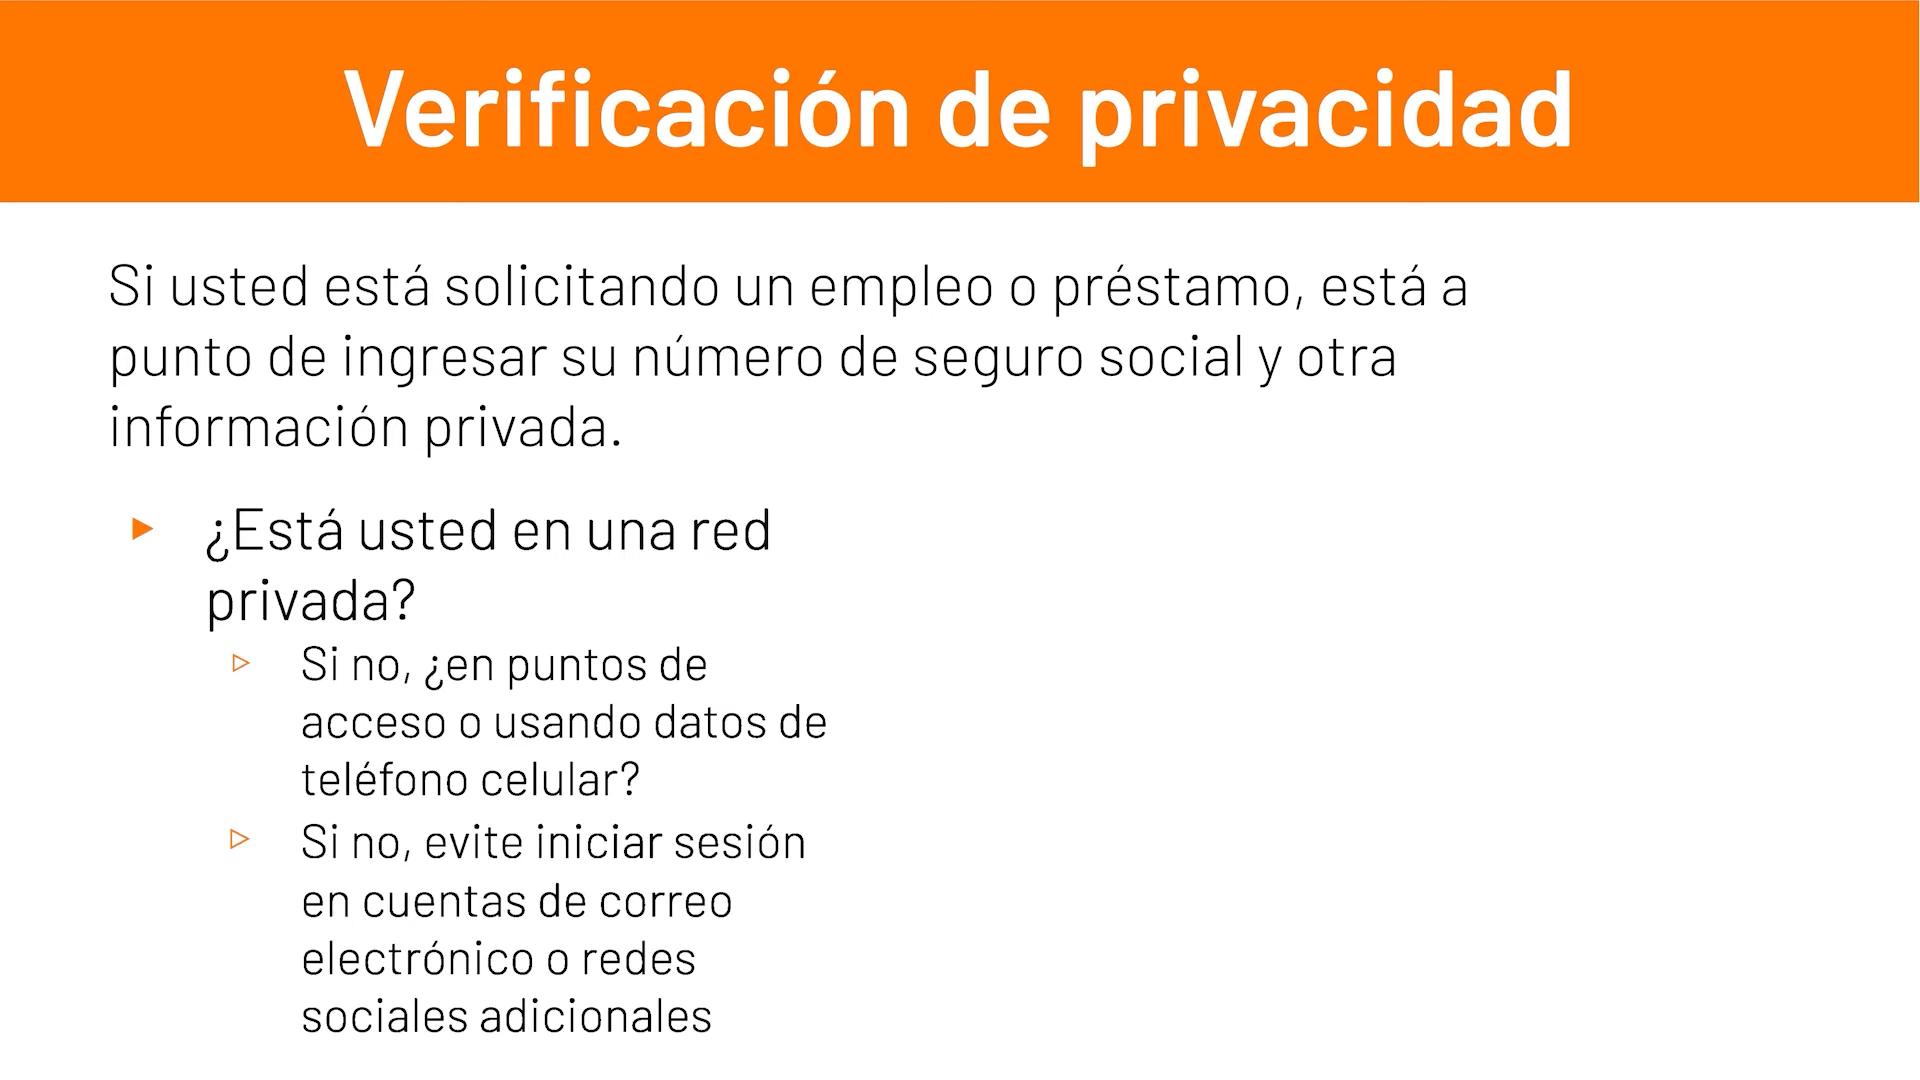 Verificación de privacidad
Si usted está solicitando un empleo o préstamo, está a
punto de ingresar su número de seguro social y otra
información privada.
¿Está usted en una red
privada?
Si no, ¿en puntos de
acceso o usando datos de
teléfono celular?
Si no, evite iniciar sesión
en cuentas de correo
electrónico o redes
sociales adicionales